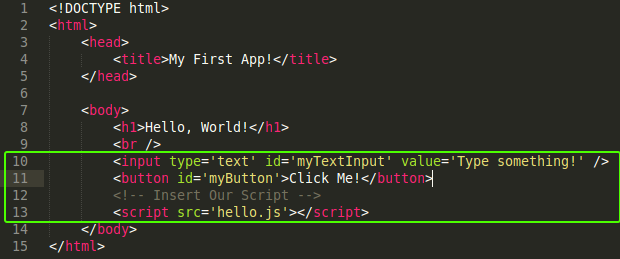 1 <!DOCTYPE html>
2 <html>
3     <head>
4         <title>My First App!</title>
5     </head>
6
7     <body>
8         <h1>Hello, World!</h1>
9         <br />
10         <input type='text' id='myTextInput' value='Type something!' />
11         <button id='myButton'>Click Me!</button>
12         <!-- Insert Our Script -->
13         <script src='hello.js'></script>
14     </body>
15 </html>